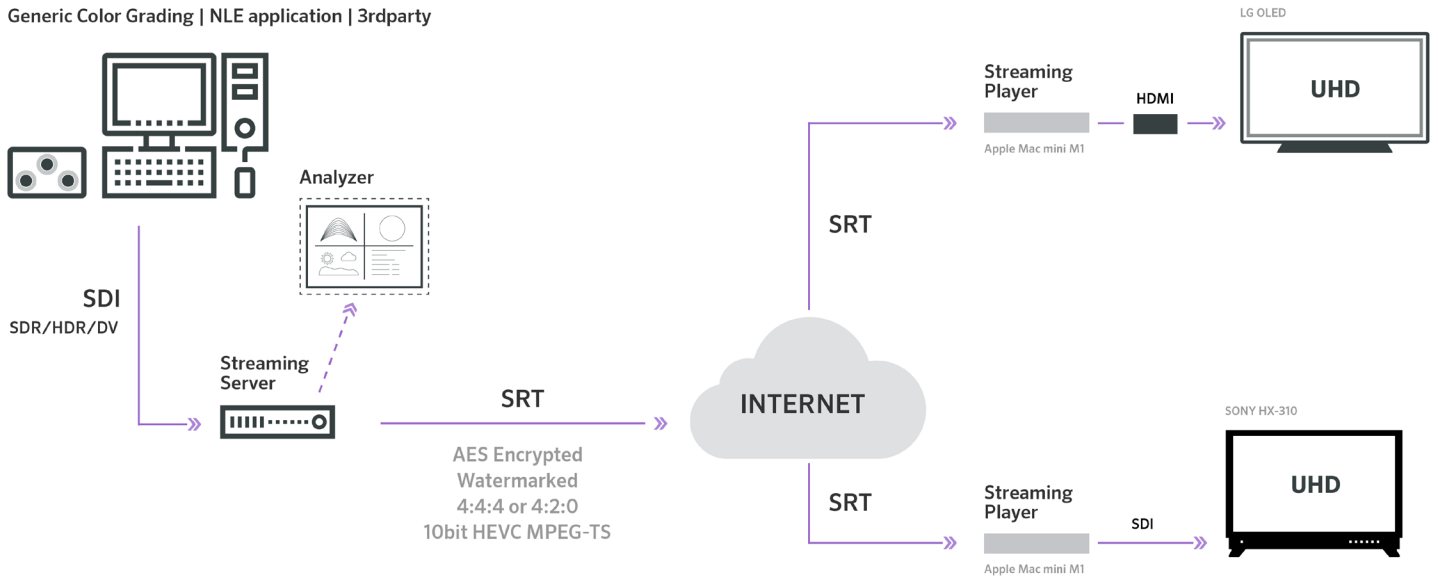 Generic Color Grading | NLE application | 3rdparty
Analyzer
SDI
SDR/HDR/DV
Streaming
Server
SRT
AES Encrypted
Watermarked
4:4:4 or 4:2:0
10bit HEVC MPEG-TS
INTERNET
SRT
Streaming
Player
Apple Mac mini M1
HDMI
LG OLED
UHD
SRT
Streaming
Player
Apple Mac mini M1
SDI
SONY HX-310
UHD